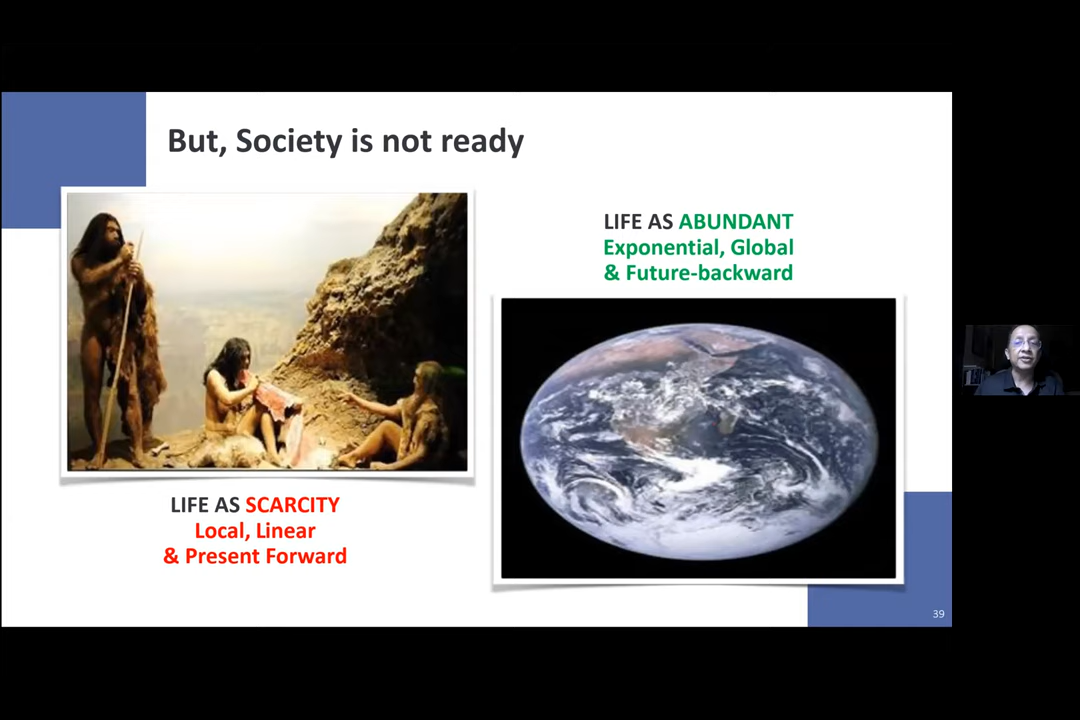 But, Society is not ready
LIFE AS ABUNDANT
Exponential, Global
& Future-backward
LIFE AS SCARCITY
Local, Linear
& Present Forward
39